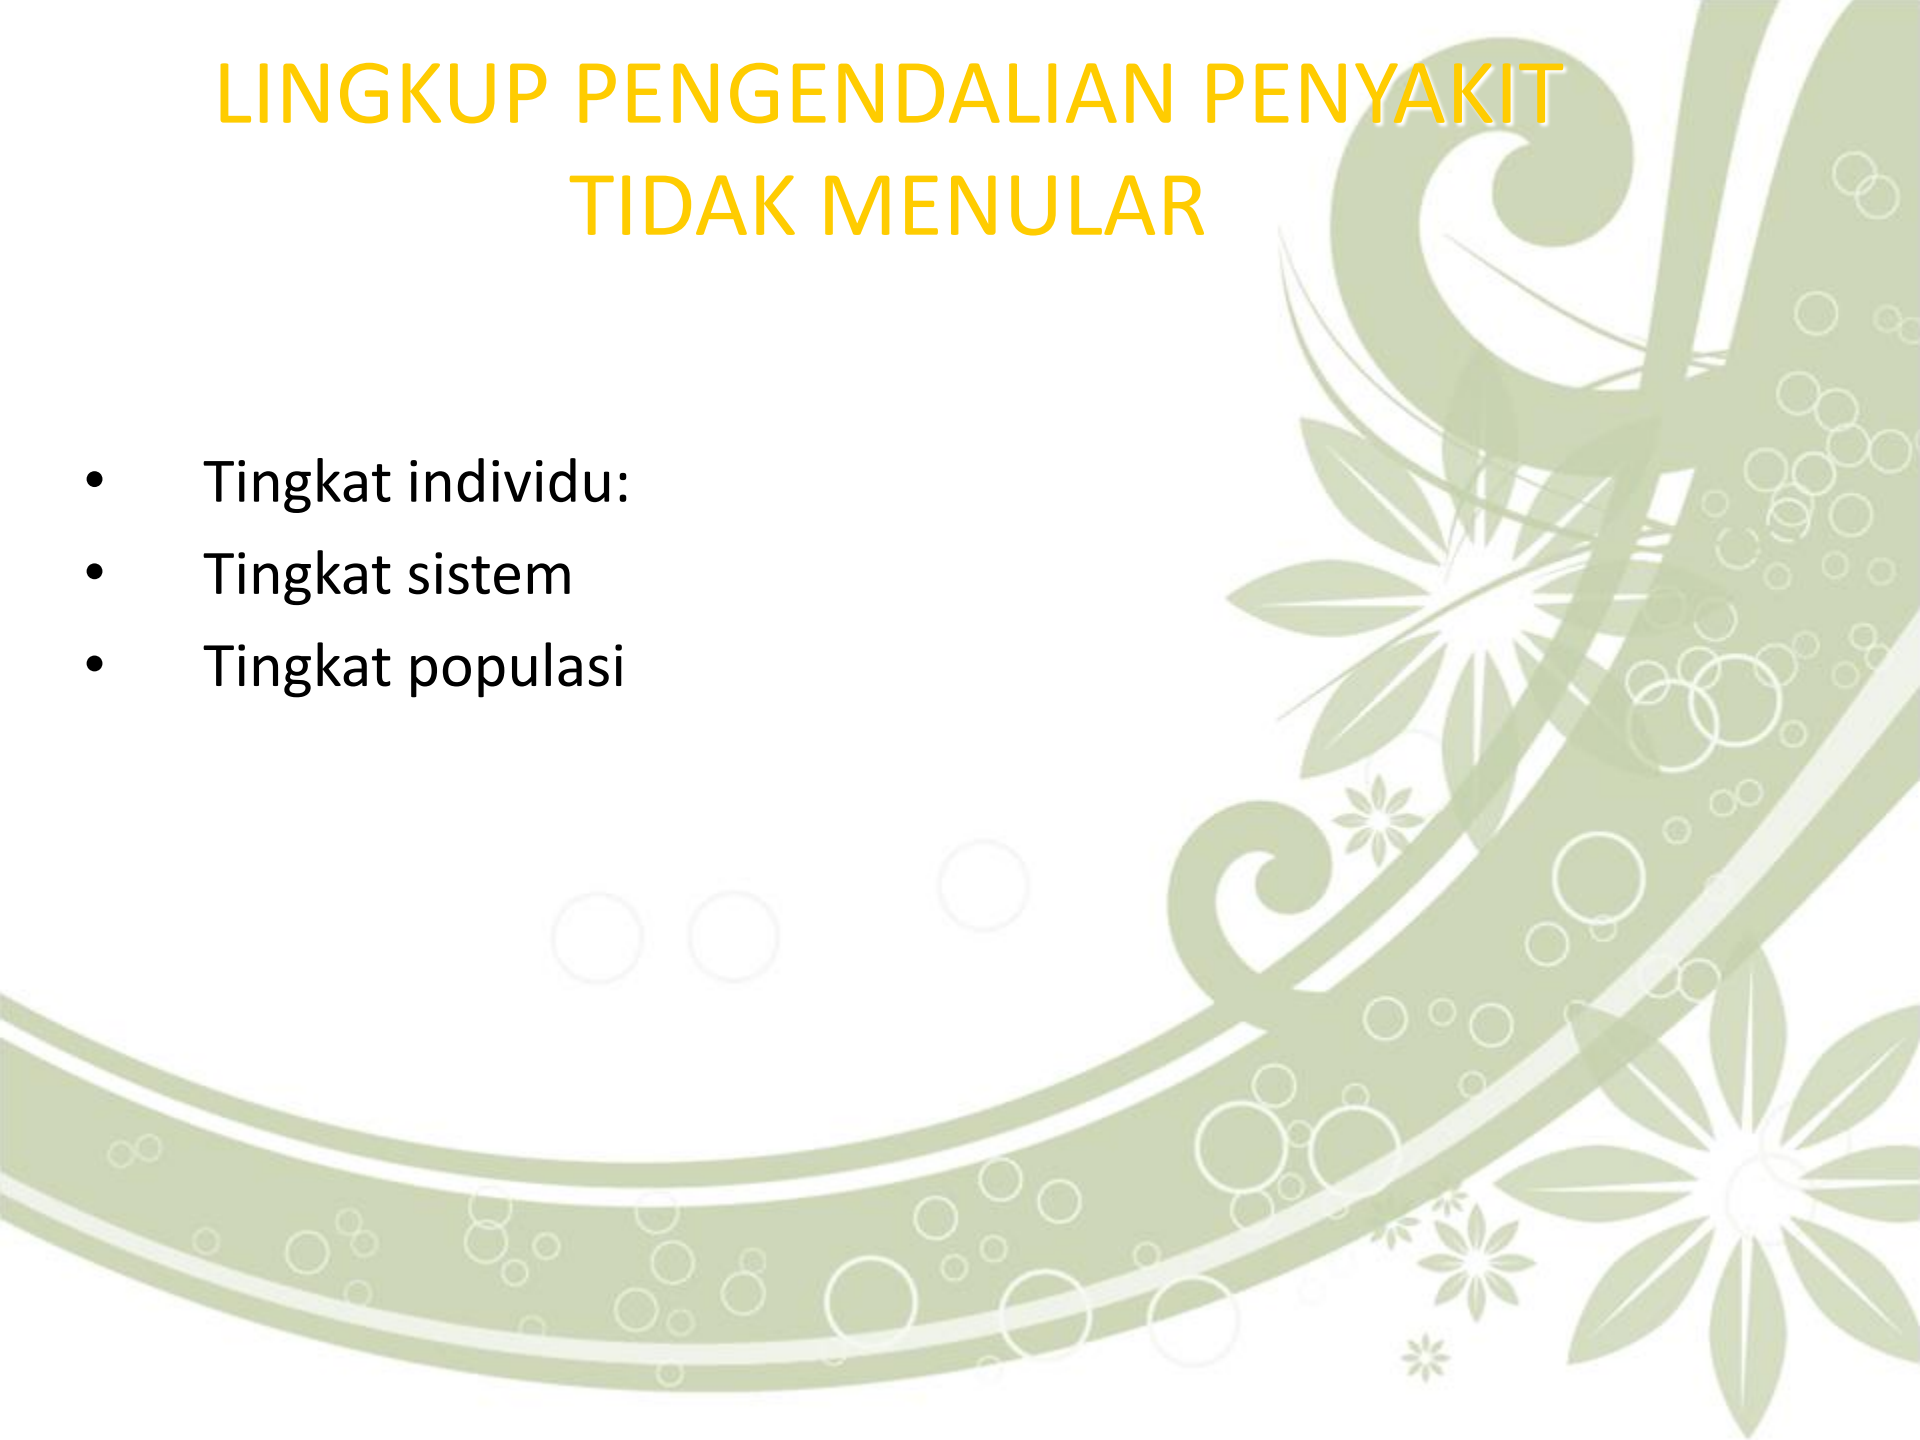 LINGKUP PENGENDALIAN PENYAKIT
TIDAK MENULAR
• Tingkat individu:
• Tingkat sistem
• Tingkat populasi